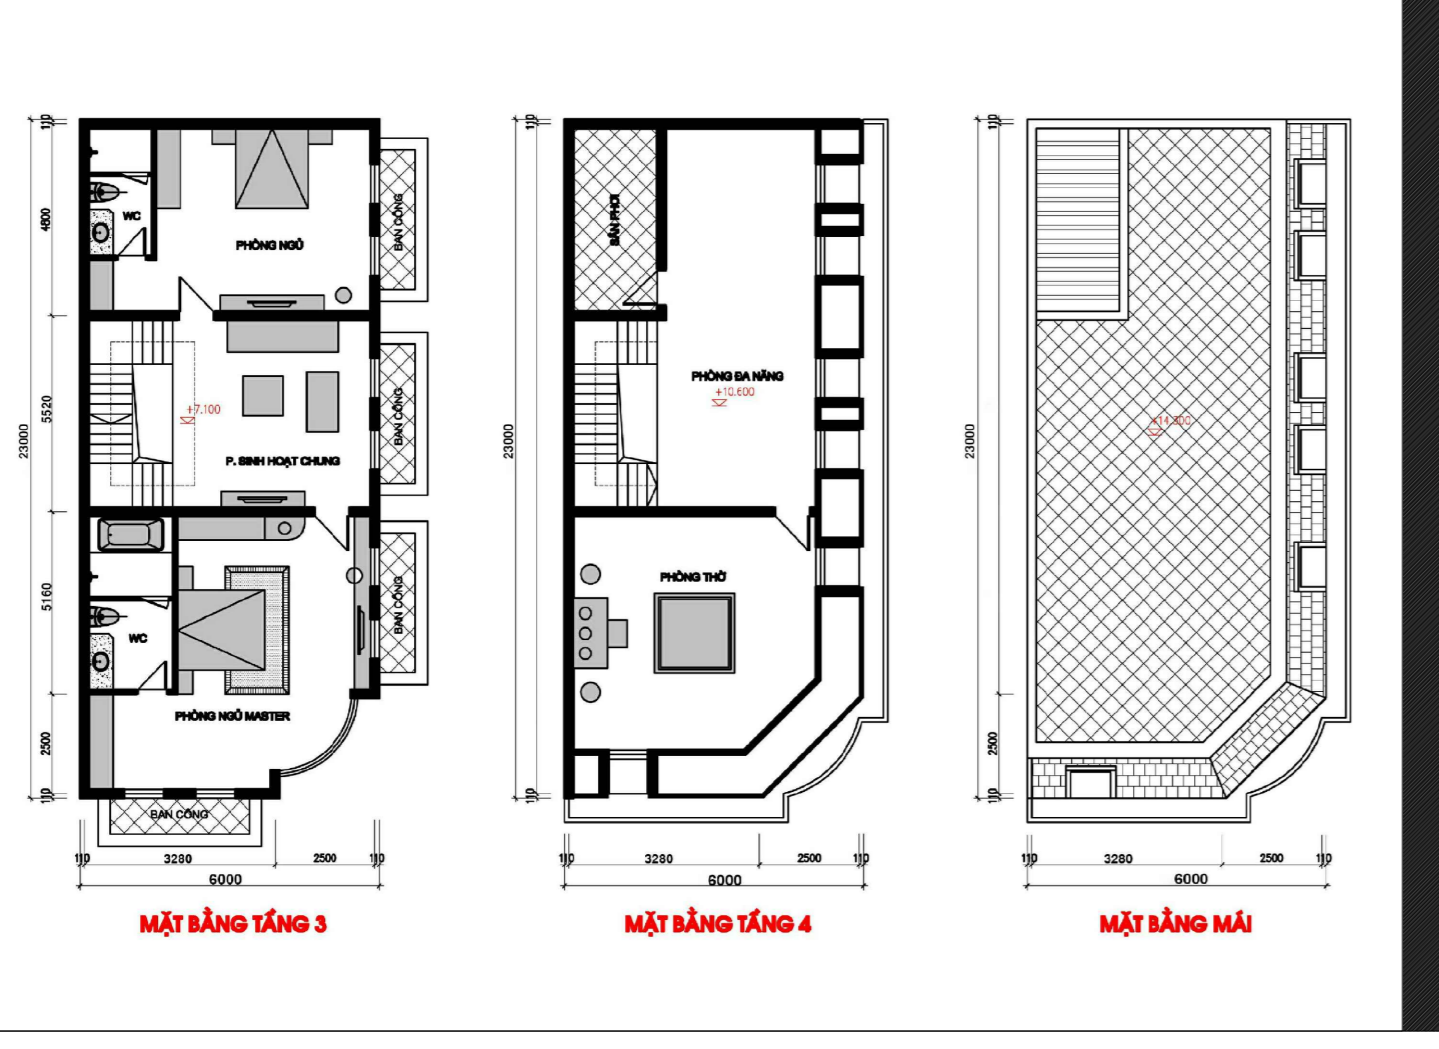 110
4800
5520
23000
5160
2500
110
WC
PHÒNG NGỦ
BAN CÔNG
+7.100
P. SINH HOẠT CHUNG
BAN CÔNG
WC
PHÒNG NGỦ MASTER
BAN CÔNG
BAN CÔNG
110
3280
2500
110
6000
MẶT BẰNG TẦNG 3
110
23000
110
SÂN PHƠI
PHÒNG ĐA NĂNG
+10.600
PHÒNG THỜ
110
3280
2500
110
6000
MẶT BẰNG TẦNG 4
110
23000
2500
110
+14.300
110
3280
2500
110
6000
MẶT BẰNG MÁI